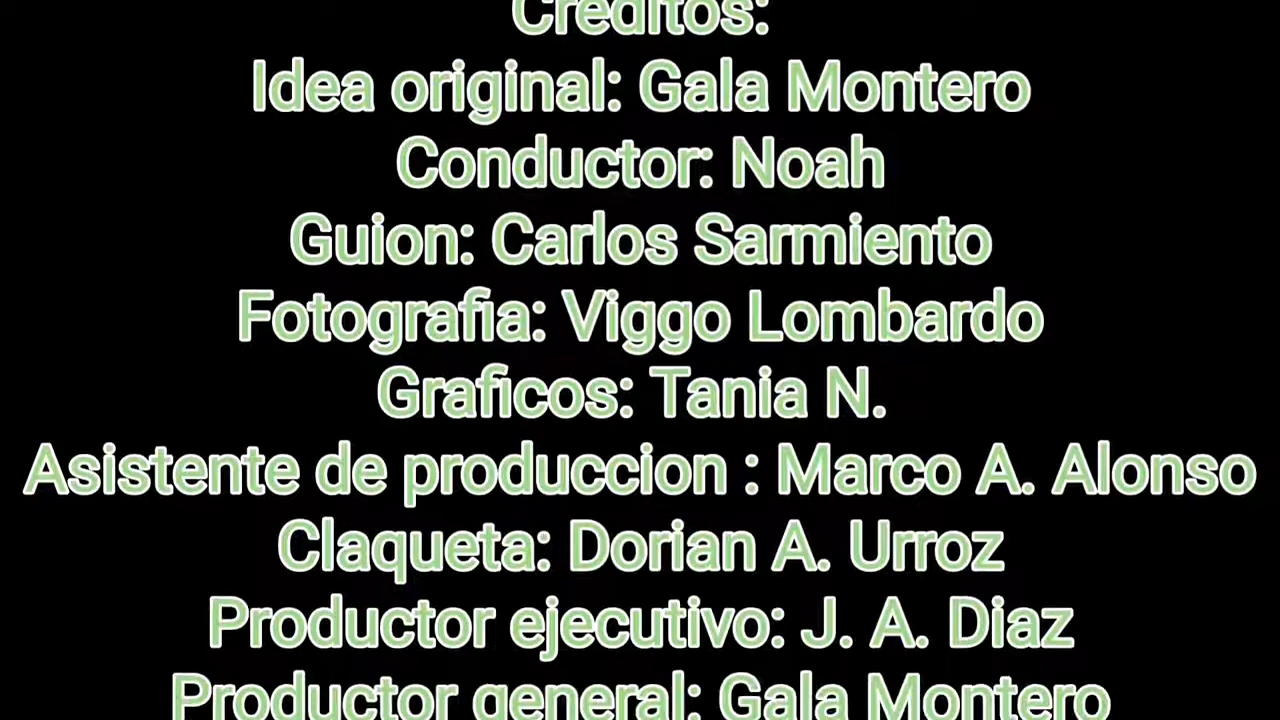 Creditos:
Idea original: Gala Montero
Conductor: Noah
Guion: Carlos Sarmiento
Fotografia: Viggo Lombardo
Graficos: Tania N.
Asistente de produccion : Marco A. Alonso
Claqueta: Dorian A. Urroz
Productor ejecutivo: J. A. Diaz
Productor general: Gala Montero